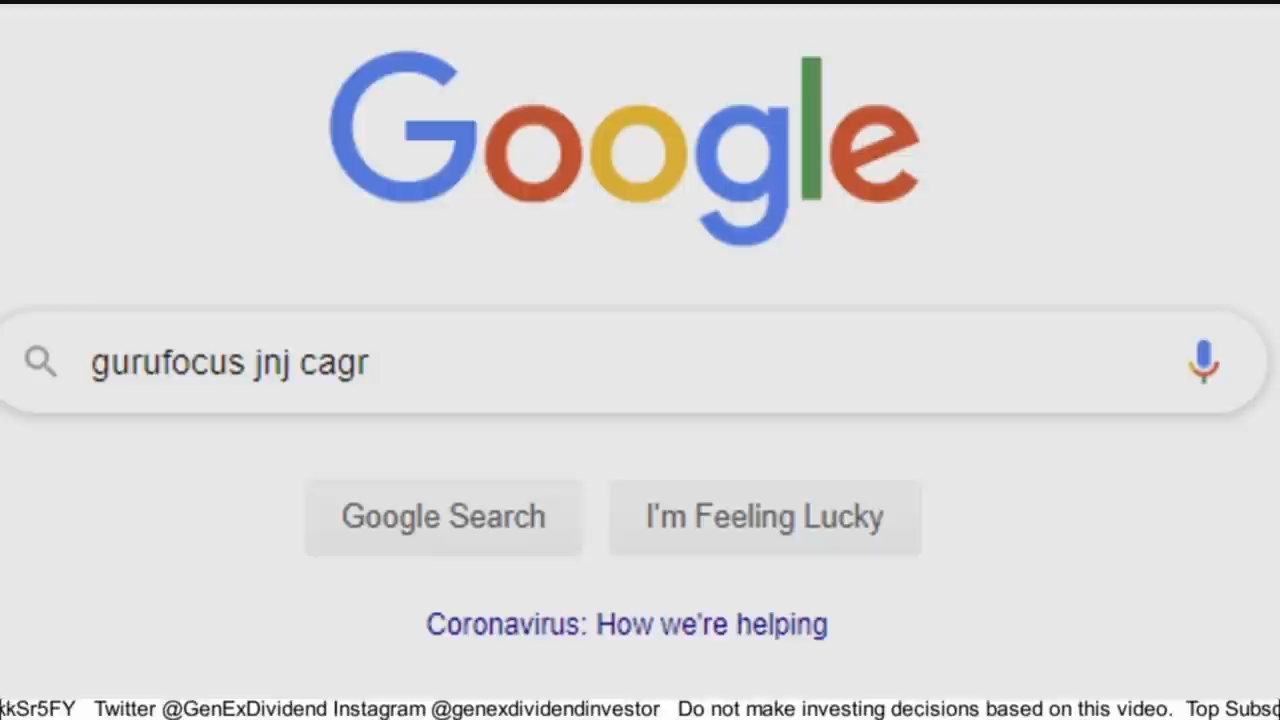 Google
gurufocus jnj cagr
Google Search I'm Feeling Lucky
Coronavirus: How we're helping
Twitter @GenExDividend Instagram @genexdividendinvestor Do not make investing decisions based on this video. Top